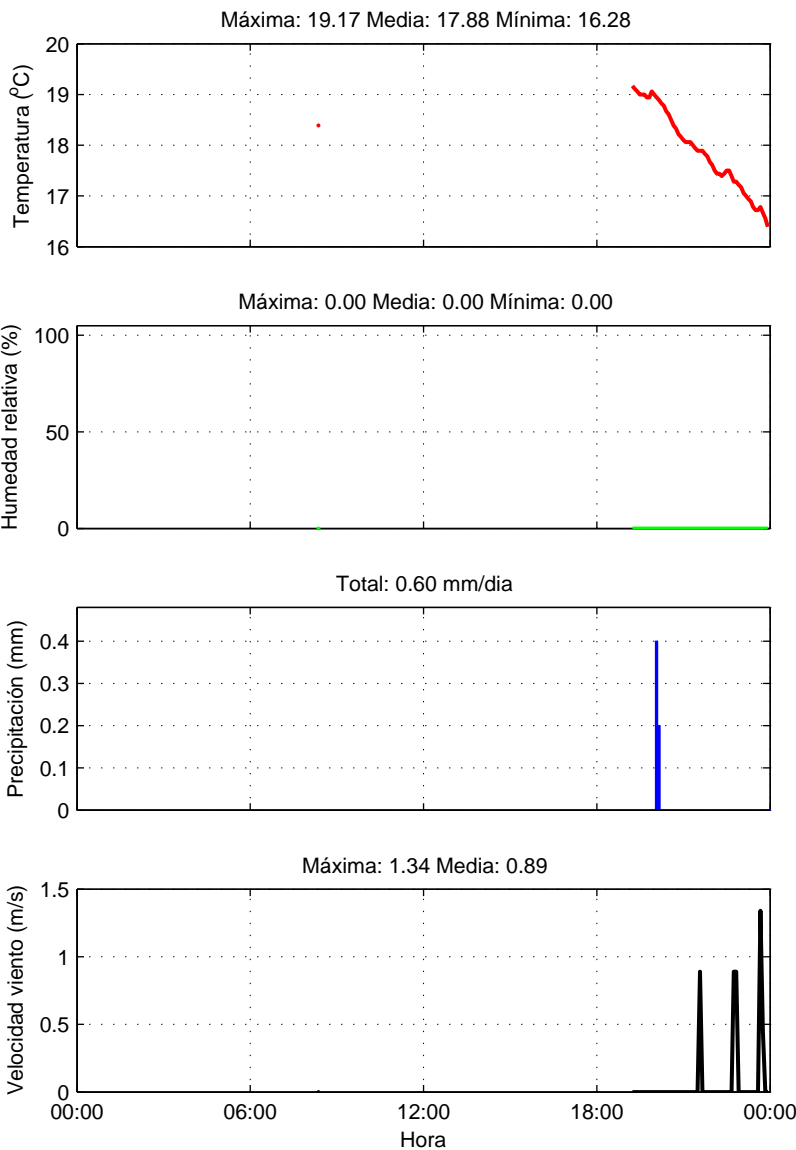 Máxima: 19.17 Media: 17.88 Mínima: 16.28
Temperatura (ºC)
20
19
18
17
16
Máxima: 0.00 Media: 0.00 Mínima: 0.00
Humedad relativa (%)
100
50
0
Total: 0.60 mm/dia
Precipitación (mm)
0.4
0.3
0.2
0.1
0
Máxima: 1.34 Media: 0.89
Velocidad viento (m/s)
1.5
1
0.5
0
00:00 06:00 12:00 18:00 00:00
Hora